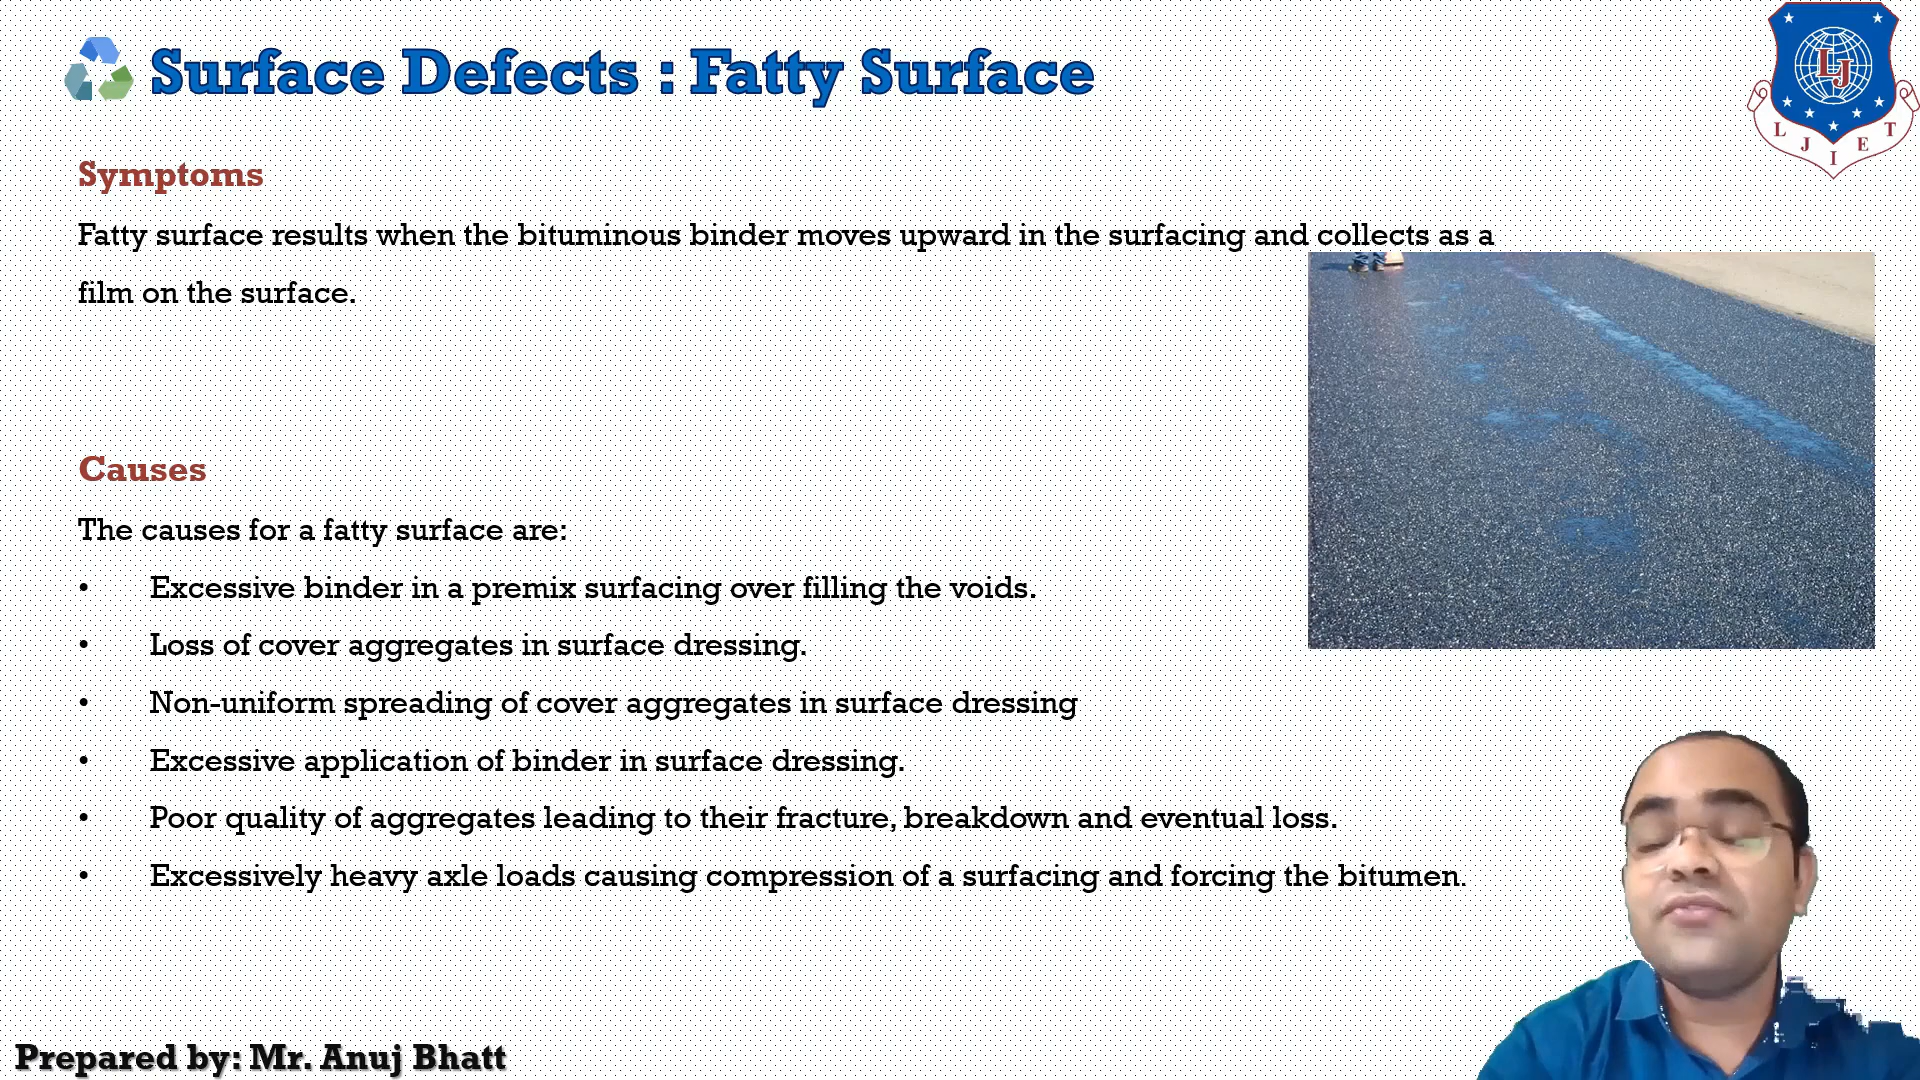 Surface Defects : Fatty Surface
LJ
L J I E T
Symptoms
Fatty surface results when the bituminous binder moves upward in the surfacing and collects as a
film on the surface.
Causes
The causes for a fatty surface are:
• Excessive binder in a premix surfacing over filling the voids.
• Loss of cover aggregates in surface dressing.
• Non-uniform spreading of cover aggregates in surface dressing
• Excessive application of binder in surface dressing.
• Poor quality of aggregates leading to their fracture, breakdown and eventual loss.
• Excessively heavy axle loads causing compression of a surfacing and forcing the bitumen.
Prepared by: Mr. Anuj Bhatt